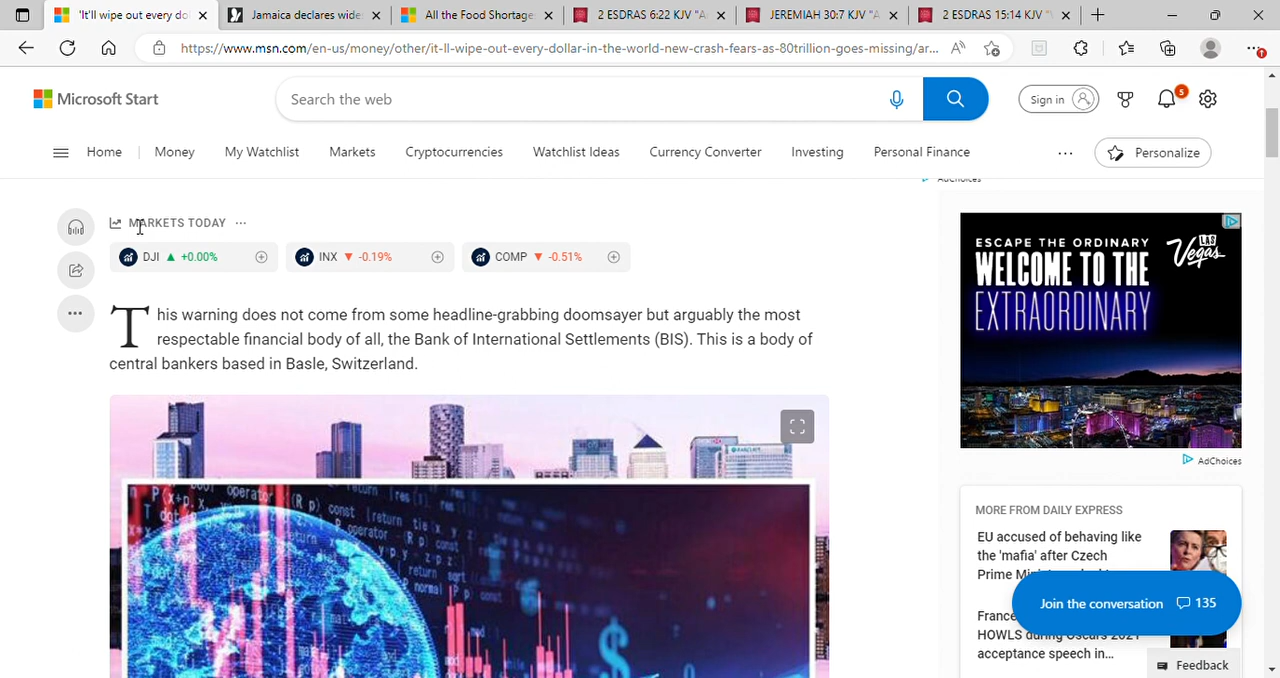 'It'll wipe out every do
Jamaica declares wide
All the Food Shortage
2 ESDRAS 6:22 KJV "A
JEREMIAH 30:7 KJV "A
2 ESDRAS 15:14 KJV "
https://www.msn.com/en-us/money/other/it-ll-wipe-out-every-dollar-in-the-world-new-crash-fears-as-80trillion-goes-missing/ar...
Microsoft Start
Search the web
Sign in
5
Home
Money
My Watchlist
Markets
Cryptocurrencies
Watchlist Ideas
Currency Converter
Investing
Personal Finance
Personalize
AdChoices
MARKETS TODAY
DJI ▲ +0.00%
INX ▼ -0.19%
COMP ▼ -0.51%
This warning does not come from some headline-grabbing doomsayer but arguably the most
respectable financial body of all, the Bank of International Settlements (BIS). This is a body of
central bankers based in Basle, Switzerland.
ESCAPE THE ORDINARY
WELCOME TO THE
EXTRAORDINARY
Las
Vegas
AdChoices
MORE FROM DAILY EXPRESS
EU accused of behaving like
the 'mafia' after Czech
Prime
Join the conversation 135
HOWLS during Oscars 2021
acceptance speech in...
Feedback